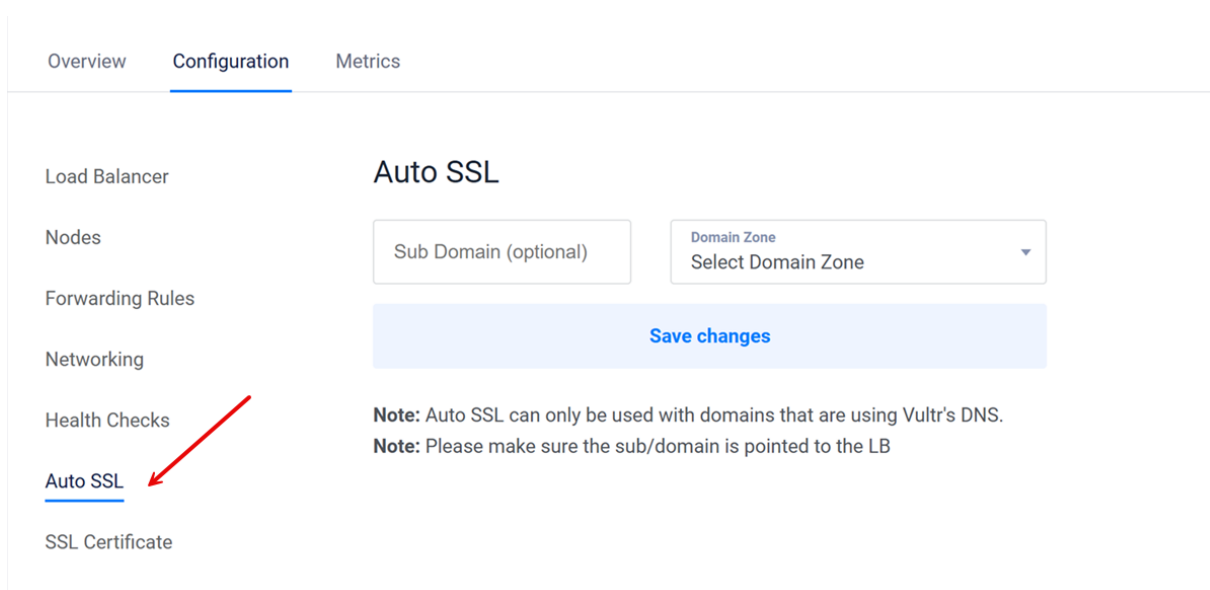 Overview Configuration Metrics
Load Balancer
Nodes
Forwarding Rules
Networking
Health Checks
Auto SSL
SSL Certificate
Auto SSL
Sub Domain (optional)
Domain Zone
Select Domain Zone
Save changes
Note: Auto SSL can only be used with domains that are using Vultr's DNS.
Note: Please make sure the sub/domain is pointed to the LB